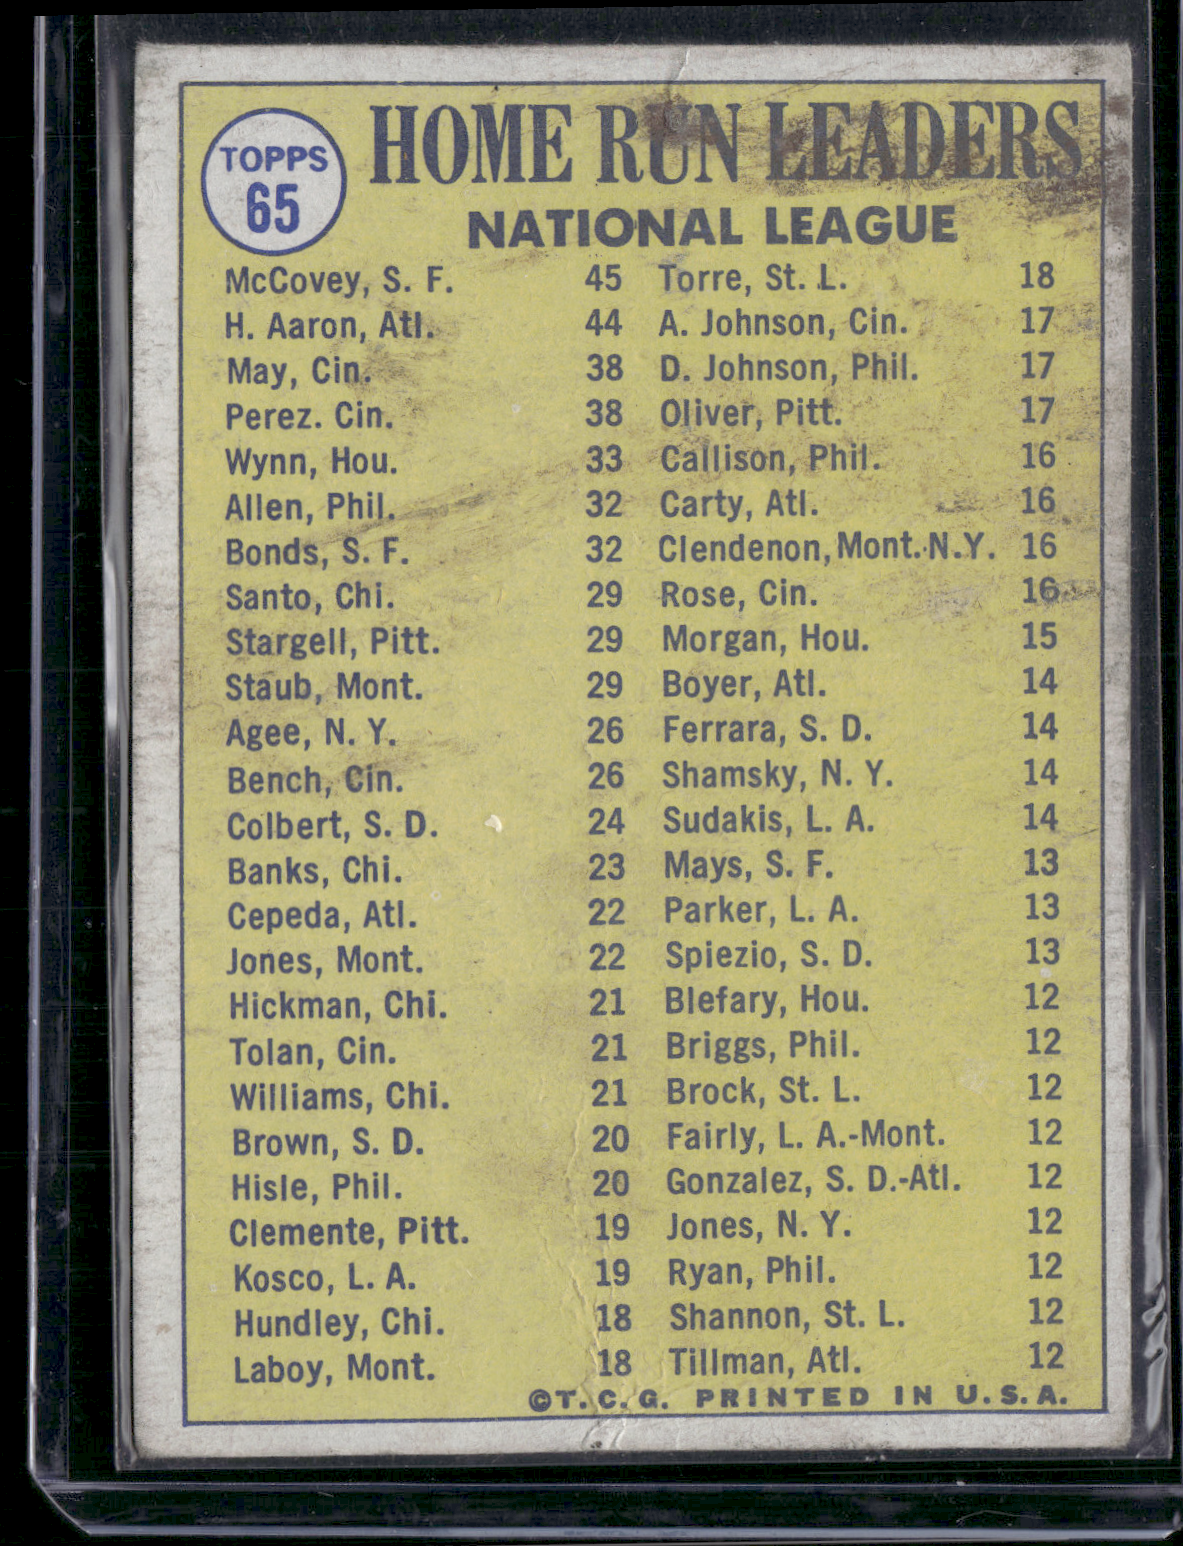 TOPPS
65
HOME RUN LEADERS
NATIONAL LEAGUE
McCovey, S. F. 45
H. Aaron, Atl. 44
May, Cin. 38
Perez. Cin. 38
Wynn, Hou. 33
Allen, Phil. 32
Bonds, S. F. 32
Santo, Chi. 29
Stargell, Pitt. 29
Staub, Mont. 29
Agee, N. Y. 26
Bench, Cin. 26
Colbert, S. D. 24
Banks, Chi. 23
Cepeda, Atl. 22
Jones, Mont. 22
Hickman, Chi. 21
Tolan, Cin. 21
Williams, Chi. 21
Brown, S. D. 20
Hisle, Phil. 20
Clemente, Pitt. 19
Kosco, L. A. 19
Hundley, Chi. 18
Laboy, Mont. 18
Torre, St. L. 18
A. Johnson, Cin. 17
D. Johnson, Phil. 17
Oliver, Pitt. 17
Callison, Phil. 16
Carty, Atl. 16
Clendenon, Mont.-N.Y. 16
Rose, Cin. 16
Morgan, Hou. 15
Boyer, Atl. 14
Ferrara, S. D. 14
Shamsky, N. Y. 14
Sudakis, L. A. 14
Mays, S. F. 13
Parker, L. A. 13
Spiezio, S. D. 13
Blefary, Hou. 12
Briggs, Phil. 12
Brock, St. L. 12
Fairly, L. A.-Mont. 12
Gonzalez, S. D.-Atl. 12
Jones, N. Y. 12
Ryan, Phil. 12
Shannon, St. L. 12
Tillman, Atl. 12
©T. C. G. PRINTED IN U. S. A.